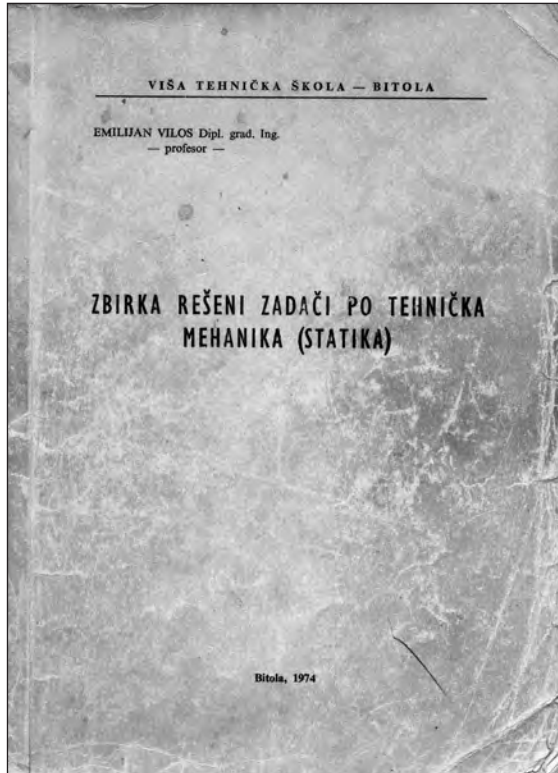 VIŠA TEHNIČKA ŠKOLA — BITOLA
EMILIJAN VILOS Dipl. grad. Ing.
— profesor —
ZBIRKA REŠENI ZADAČI PO TEHNIČKA
MEHANIKA (STATIKA)
Bitola, 1974